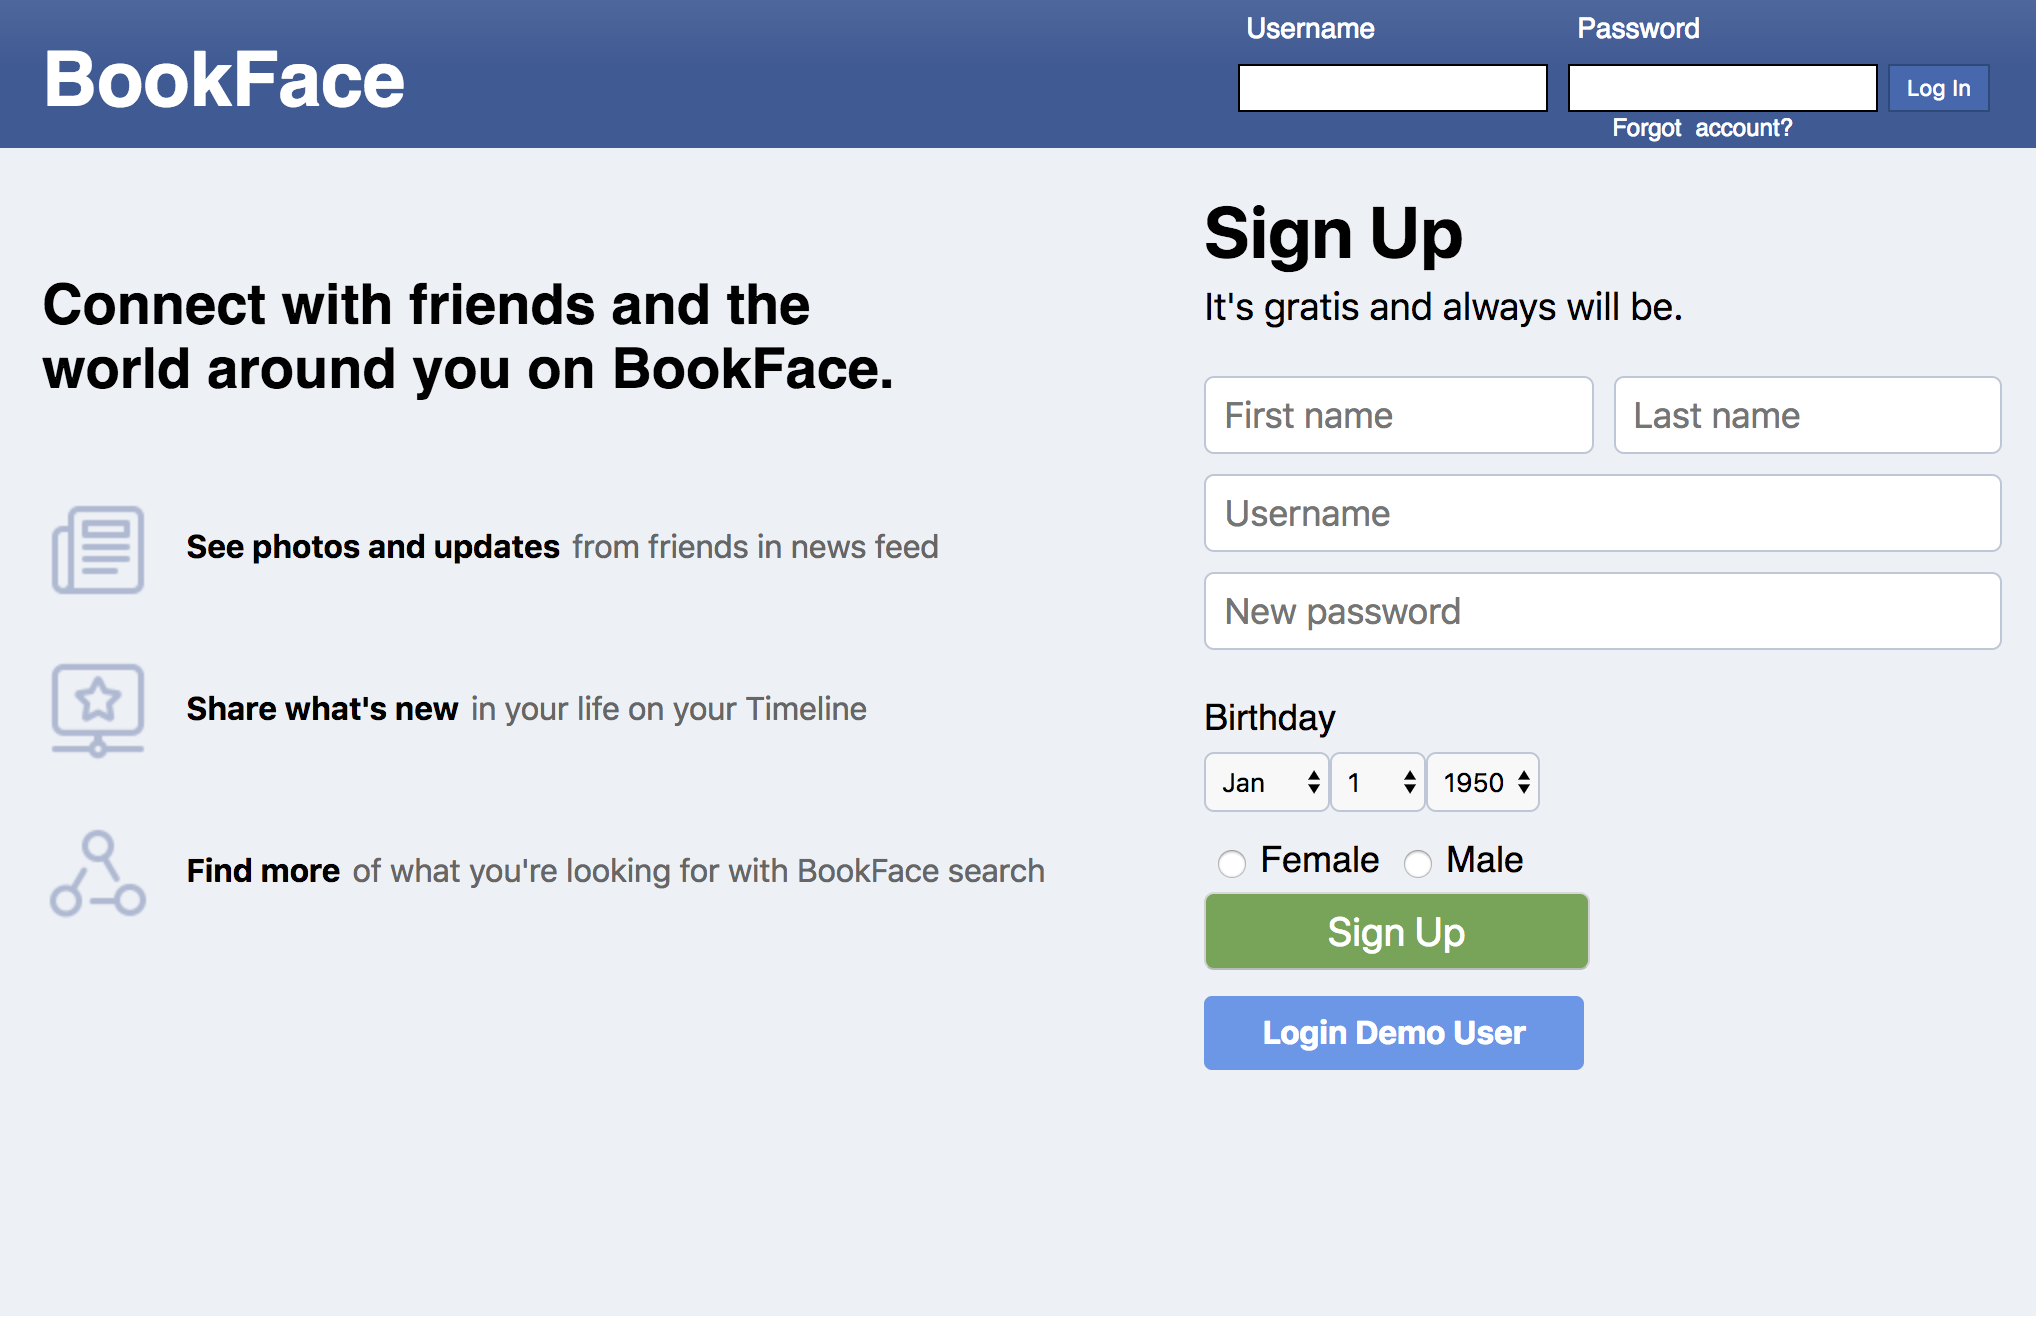 BookFace
Username
Password
Log In
Forgot account?
Connect with friends and the
world around you on BookFace.
See photos and updates from friends in news feed
Share what's new in your life on your Timeline
Find more of what you're looking for with BookFace search
Sign Up
It's gratis and always will be.
First name
Last name
Username
New password
Birthday
Jan 1 1950
Female Male
Sign Up
Login Demo User